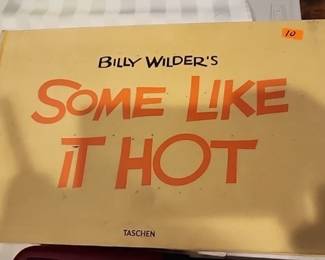 10
BILLY WILDER'S
SOME LIKE
IT HOT
TASCHEN